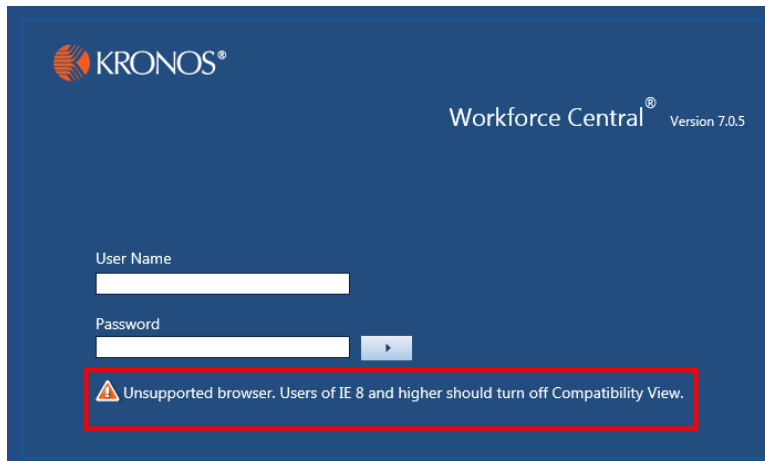 KRONOS®
Workforce Central® Version 7.0.5
User Name
Password
Unsupported browser. Users of IE 8 and higher should turn off Compatibility View.